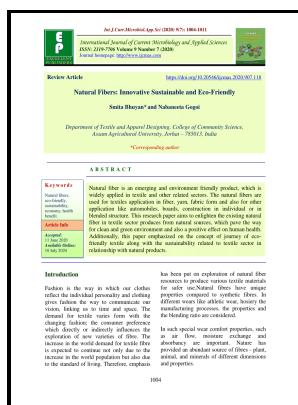 Int.J.Curr.Microbiol.App.Sci (2020) 9(7): 1004-1011
International Journal of Current Microbiology and Applied Sciences
ISSN: 2319-7706 Volume 9 Number 7 (2020)
Journal homepage: http://www.ijcmas.com
Review Article
https://doi.org/10.20546/ijcmas.2020.907.118
Natural Fibers: Innovative Sustainable and Eco-Friendly
Smita Bhuyan* and Nabaneeta Gogoi
Department of Textile and Apparel Designing, College of Community Science,
Assam Agricultural University, Jorhat – 785013, India
*Corresponding author
ABSTRACT
Keywords
Natural fibers,
eco-friendly,
sustainability,
economy, health
benefit
Article Info
Accepted:
11 June 2020
Available Online:
10 July 2020
Natural fiber is an emerging and environment friendly product, which is
widely applied in textile and other related sectors. The natural fibers are
used for textiles application in fiber, yarn, fabric form and also for other
application like automobiles, boards, construction in individual or in
blended structure. This research paper aims to enlighten the existing natural
fiber in textile sector produces from natural sources, which can pave the way
for clean and green environment and also a positive effect on human health.
Additionally, this paper emphasized on the concept of journey of eco-
friendly textile along with the sustainability related to textile sector in
relationship with natural products.
Introduction
Fashion is the way in which our clothes
reflect the individual personality and clothing
gives fashion the way to communicate our
vision, linking us to time and space. The
demand for textile varies form with the
changing fashion; the consumer preference
which directly or indirectly influences the
exploration of new varieties of fibre. The
increase in the world demand for textile fibre
is expected to continue not only due to the
increase in the world population but also due
to the standard of living. Therefore, emphasis
has been put on exploration of natural fiber
resources to produce various textile materials
for safer use.Natural fibres have unique
properties compared to synthetic fibers. In
different wears like athletic wear, hosiery the
manufacturing processes, the properties and
the blending ratio are considered.
In such wear comfort properties, such
as air flow, moisture exchange and
absorbancy are important. Nature has
provided an abundant source of fibres - plant,
animal, and minerals of different dimensions
and properties.
1004